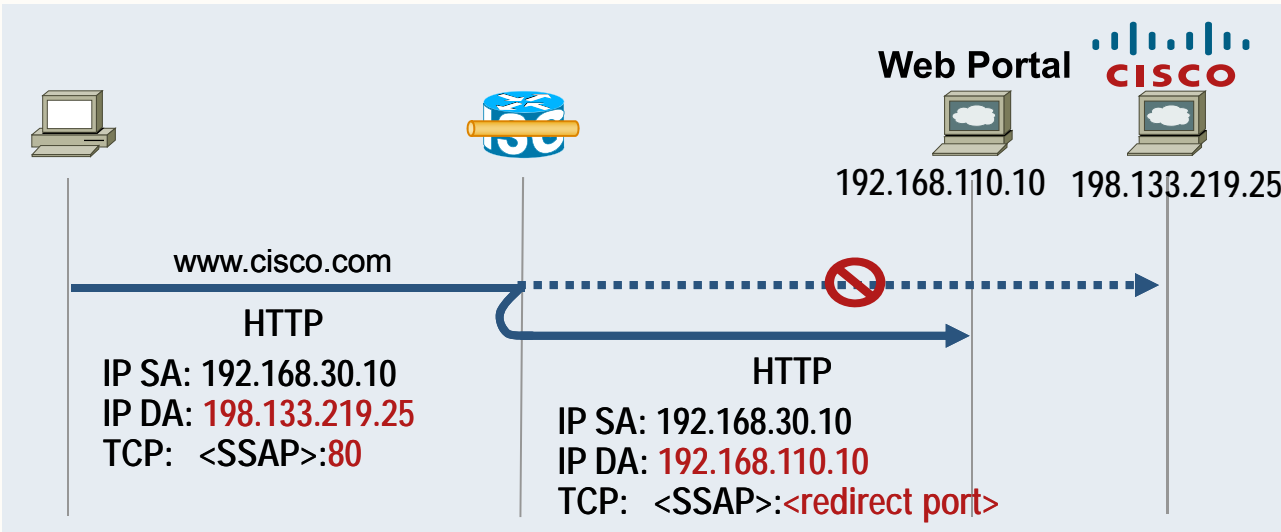 Web Portal
CISCO
ISG
192.168.110.10
198.133.219.25
www.cisco.com
HTTP
IP SA: 192.168.30.10
IP DA: 198.133.219.25
TCP: <SSAP>:80
HTTP
IP SA: 192.168.30.10
IP DA: 192.168.110.10
TCP: <SSAP>:<redirect port>